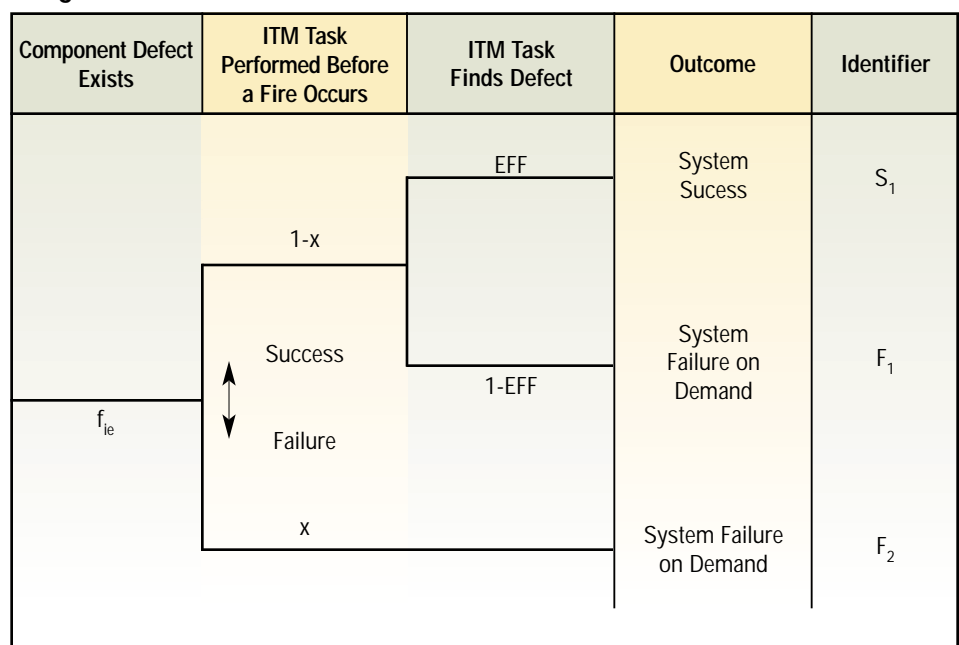 Component Defect
Exists
ITM Task
Performed Before
a Fire Occurs
ITM Task
Finds Defect
Outcome
Identifier
EFF
System
Sucess
S1
1-x
System
Failure on
Demand
F1
Success
1-EFF
fie
Failure
x
System Failure
on Demand
F2